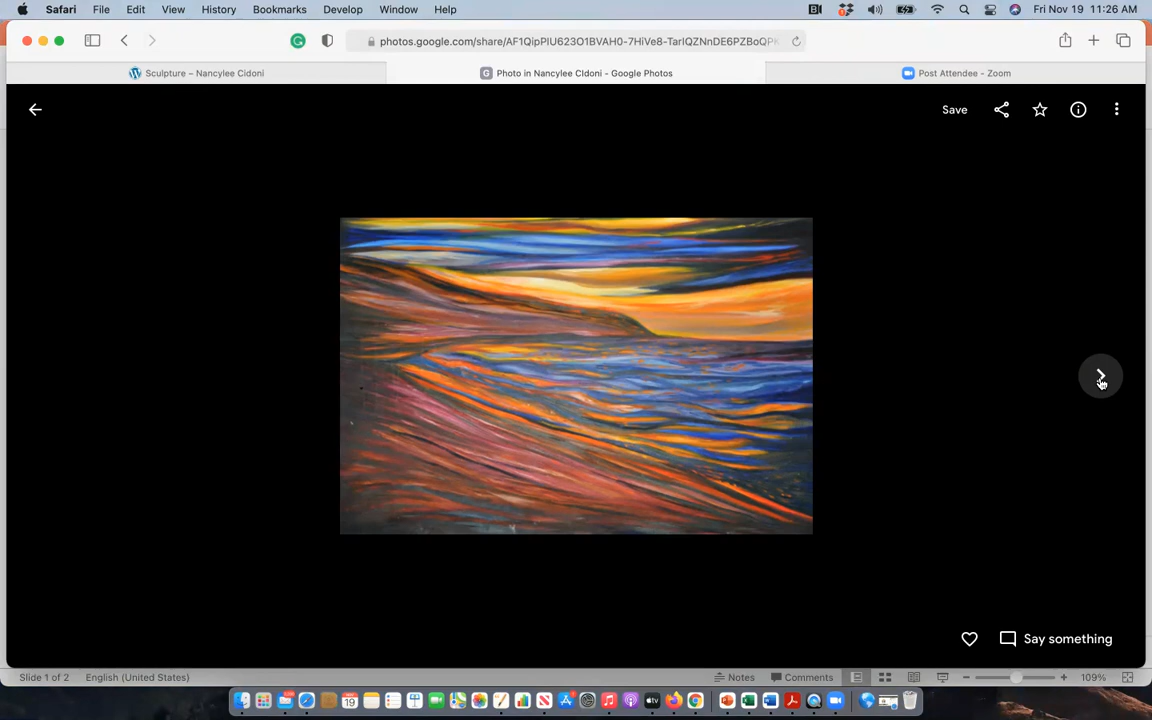 Safari File Edit View History Bookmarks Develop Window Help Fri Nov 19 11:26 AM
photos.google.com/share/AF1QipPIU623O1BVAH0-7HiVe8-TarIQZNnDE6PZBoQPK
Sculpture – Nancylee Cidoni
Photo in Nancylee CIdoni - Google Photos
Post Attendee - Zoom
Save
Say something
Slide 1 of 2 English (United States) Notes Comments 109%